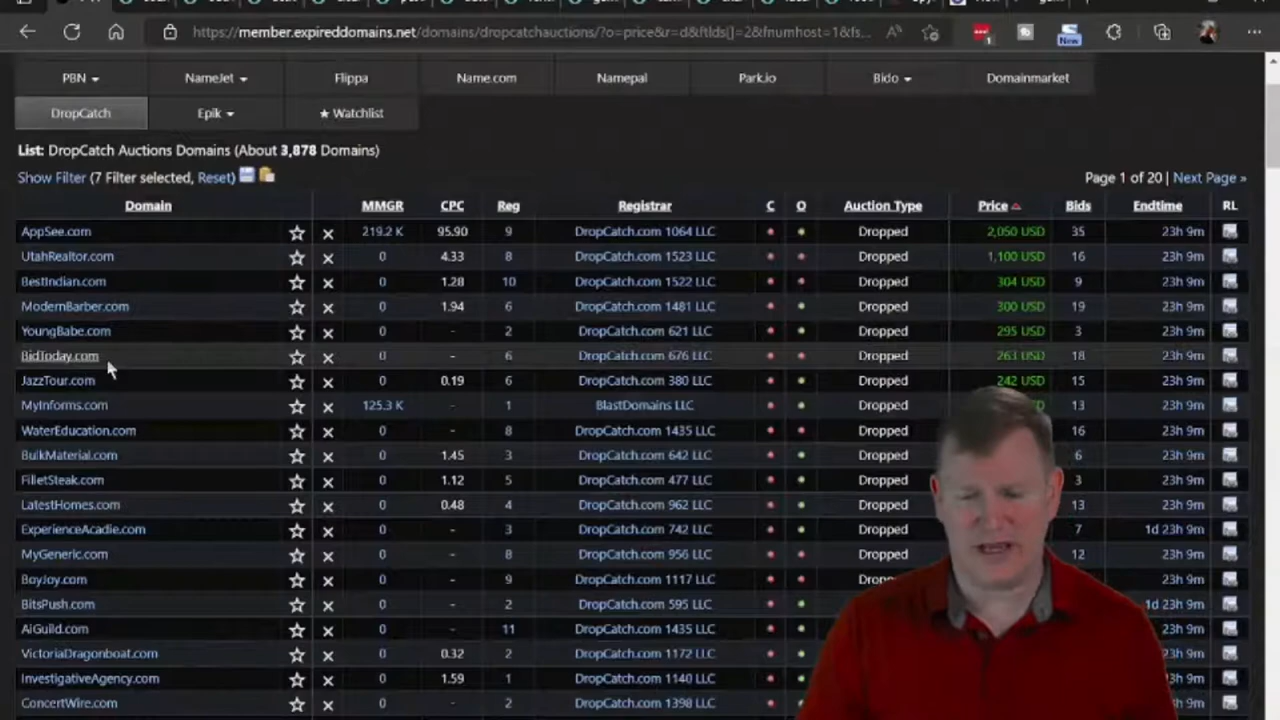 https://member.expireddomains.net/domains/dropcatchauctions/?o=price&r=d&ftlds[]=2&fnumhost=1&fs...
New
PBN NameJet Flippa Name.com Namepal Park.io Bido Domainmarket
DropCatch Epik ★ Watchlist
List: DropCatch Auctions Domains (About 3,878 Domains)
Show Filter (7 Filter selected, Reset) Page 1 of 20 | Next Page »
Domain MMGR CPC Reg Registrar C O Auction Type Price Bids Endtime RL
AppSee.com 219.2 K 95.90 9 DropCatch.com 1064 LLC Dropped 2,050 USD 35 23h 9m
UtahRealtor.com 0 4.33 8 DropCatch.com 1523 LLC Dropped 1,100 USD 16 23h 9m
BestIndian.com 0 1.28 10 DropCatch.com 1522 LLC Dropped 304 USD 9 23h 9m
ModernBarber.com 0 1.94 6 DropCatch.com 1481 LLC Dropped 300 USD 19 23h 9m
YoungBabe.com 0 - 2 DropCatch.com 621 LLC Dropped 295 USD 3 23h 9m
BidToday.com 0 - 6 DropCatch.com 676 LLC Dropped 263 USD 18 23h 9m
JazzTour.com 0 0.19 6 DropCatch.com 380 LLC Dropped 242 USD 15 23h 9m
MyInforms.com 125.3 K - 1 BlastDomains LLC Dropped 13 23h 9m
WaterEducation.com 0 - 8 DropCatch.com 1435 LLC Dropped 16 23h 9m
BulkMaterial.com 0 1.45 3 DropCatch.com 642 LLC Dropped 6 23h 9m
FilletSteak.com 0 1.12 5 DropCatch.com 477 LLC Dropped 3 23h 9m
LatestHomes.com 0 0.48 4 DropCatch.com 962 LLC Dropped 13 23h 9m
ExperienceAcadie.com 0 - 3 DropCatch.com 742 LLC Dropped 7 1d 23h 9m
MyGeneric.com 0 - 8 DropCatch.com 956 LLC Dropped 12 23h 9m
BoyJoy.com 0 - 9 DropCatch.com 1117 LLC 23h 9m
BitsPush.com 0 - 2 DropCatch.com 595 LLC 1d 23h 9m
AiGuild.com 0 - 11 DropCatch.com 1435 LLC 23h 9m
VictoriaDragonboat.com 0 0.32 2 DropCatch.com 1172 LLC 23h 9m
InvestigativeAgency.com 0 1.59 1 DropCatch.com 1140 LLC 23h 9m
ConcertWire.com 0 - 2 DropCatch.com 1398 LLC 23h 9m